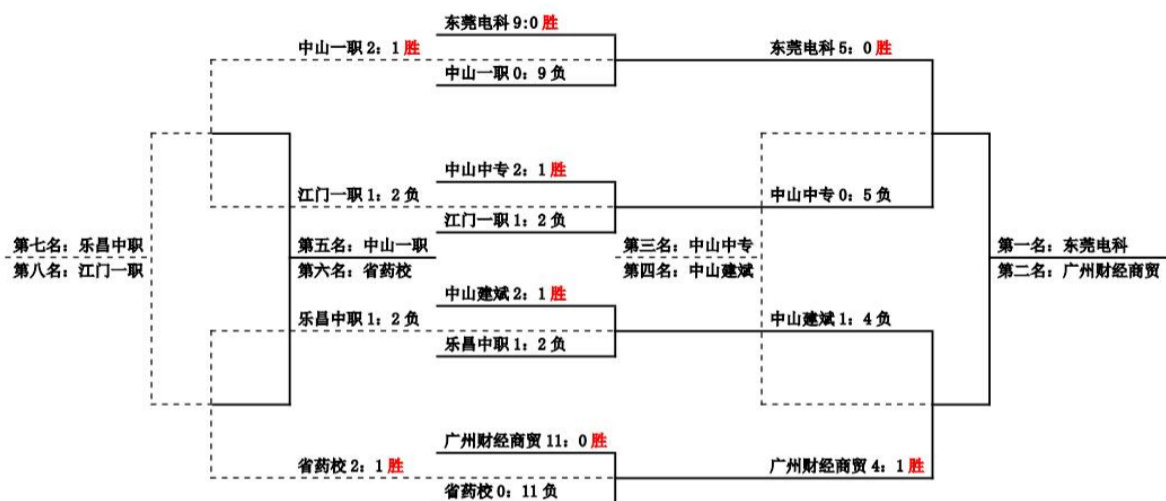 东莞电科 9:0 胜
中山一职 2：1 胜
东莞电科 5：0 胜
中山一职 0：9 负
中山中专 2：1 胜
江门一职 1：2 负
中山中专 0：5 负
江门一职 1：2 负
第七名：乐昌中职
第五名：中山一职
第三名：中山中专
第一名：东莞电科
第八名：江门一职
第六名：省药校
第四名：中山建斌
第二名：广州财经商贸
中山建斌 2：1 胜
乐昌中职 1：2 负
中山建斌 1：4 负
乐昌中职 1：2 负
广州财经商贸 11：0 胜
省药校 2：1 胜
广州财经商贸 4：1 胜
省药校 0：11 负